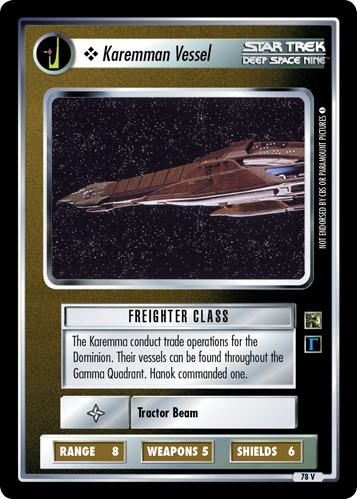 ❖ Karemman Vessel
STAR TREK
DEEP SPACE NINE™
NOT ENDORSED BY CBS OR PARAMOUNT PICTURES
FREIGHTER CLASS
The Karemma conduct trade operations for the
Dominion. Their vessels can be found throughout the
Gamma Quadrant. Hanok commanded one.
Γ
Tractor Beam
RANGE 8 WEAPONS 5 SHIELDS 6
78 V